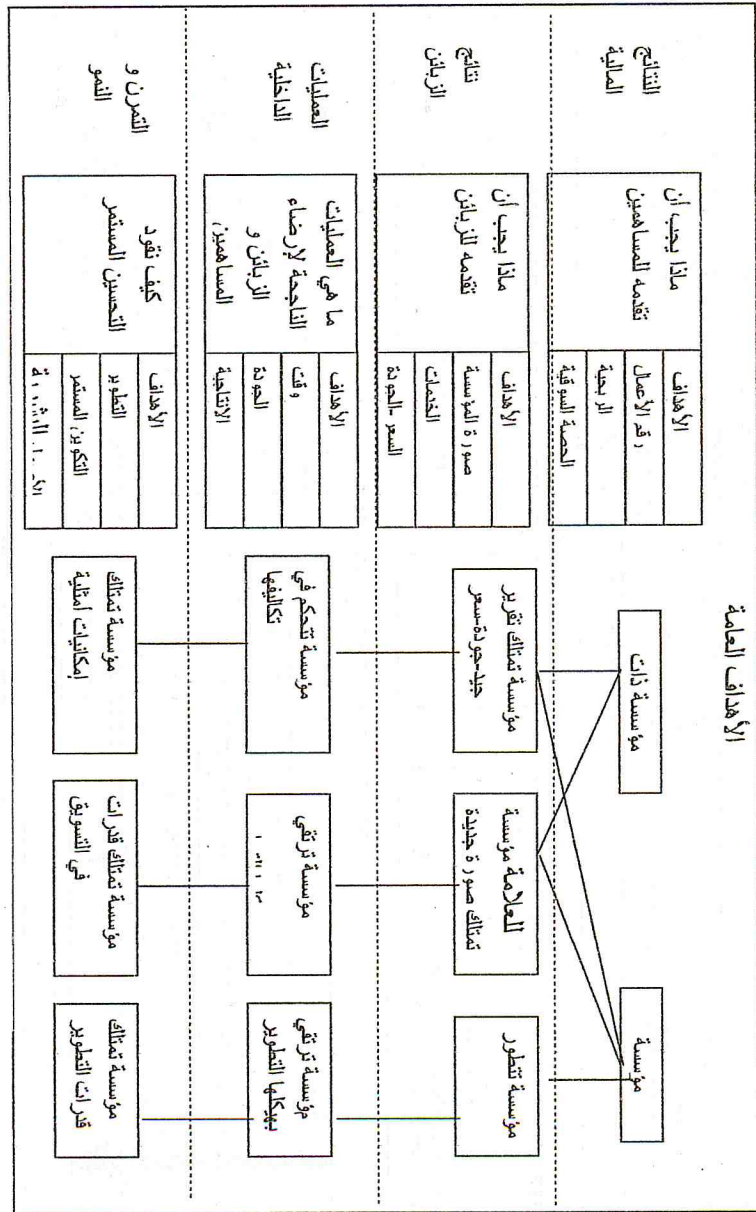 الأهداف العامة
النتائج
المالية
ماذا يجب أن
تقدمه للمساهمين
الأهداف
رقم الأعمال
الربحية
الحصة السوقية
مؤسسة ذات
مؤسسة
نتائج
الزبائن
ماذا يجب أن
تقدمه للزبائن
الأهداف
صورة المؤسسة
الخدمات
السعر-الجودة
مؤسسة تمتلك تقرير
جيد-جودة-سعر
للعلامة مؤسسة
تمتلك صورة جديدة
مؤسسة تتطور
العمليات
الداخلية
ما هي العمليات
الناجحة لإرضاء
الزبائن و
المساهمين،
الأهداف
وقت
الجودة
الانتاجية
مؤسسة تتحكم في
تكاليفها
مؤسسة ترتقي
مؤسسة ترتقي
بهيكلها التطوير
التمرن و
النمو
كيف نقود
التحسين المستمر
الأهداف
التطوير
التكوين المستمر
مؤسسة تمتلك
إمكانيات أمثلية
مؤسسة تمتلك قدرات
في التسويق
مؤسسة تمتلك
قدرات التطوير